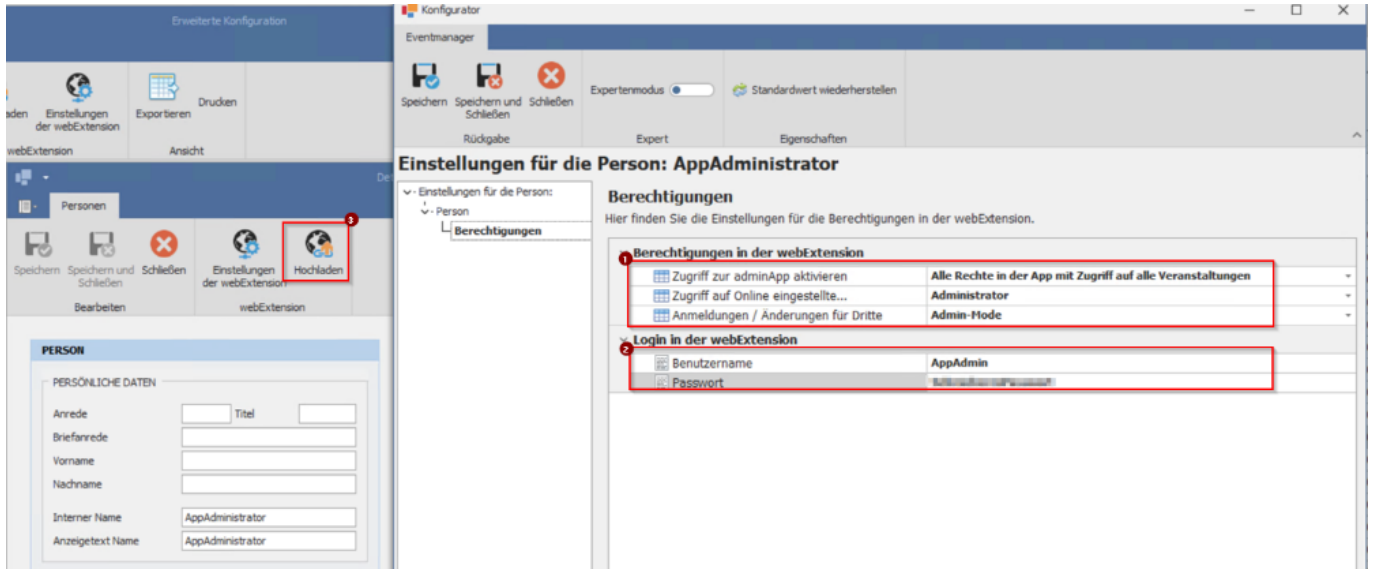 Erweiterte Konfiguration
aden
Einstellungen
der webExtension
Exportieren
Drucken
webExtension
Ansicht
Det
Personen
3
Speichern
Speichern und
Schließen
Schließen
Einstellungen
der webExtension
Hochladen
Bearbeiten
webExtension
PERSON
PERSÖNLICHE DATEN
Anrede
Titel
Briefanrede
Vorname
Nachname
Interner Name AppAdministrator
Anzeigetext Name AppAdministrator
Konfigurator
Eventmanager
Speichern
Speichern und
Schließen
Schließen
Expertenmodus
Standardwert wiederherstellen
Rückgabe
Expert
Eigenschaften
Einstellungen für die Person: AppAdministrator
Einstellungen für die Person:
Person
Berechtigungen
Berechtigungen
Hier finden Sie die Einstellungen für die Berechtigungen in der webExtension.
1
Berechtigungen in der webExtension
Zugriff zur adminApp aktivieren Alle Rechte in der App mit Zugriff auf alle Veranstaltungen
Zugriff auf Online eingestellte... Administrator
Anmeldungen / Änderungen für Dritte Admin-Mode
2
Login in der webExtension
Benutzername AppAdmin
Passwort